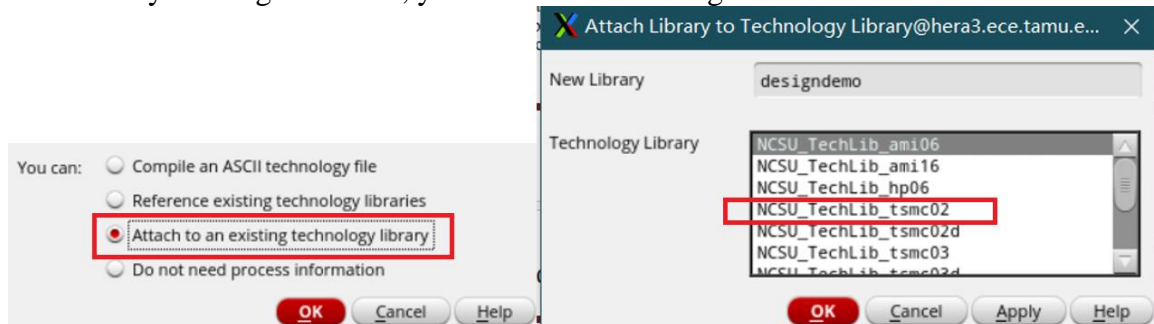 Attach Library to Technology Library@hera3.ece.tamu.e...
New Library
designdemo
Technology Library
NCSU_TechLib_ami06
NCSU_TechLib_ami16
NCSU_TechLib_hp06
NCSU_TechLib_tsmc02
NCSU_TechLib_tsmc02d
NCSU_TechLib_tsmc03
NCSU_TechLib_tsmc03d
OK Cancel Apply Help
You can:
Compile an ASCII technology file
Reference existing technology libraries
Attach to an existing technology library
Do not need process information
OK Cancel Help